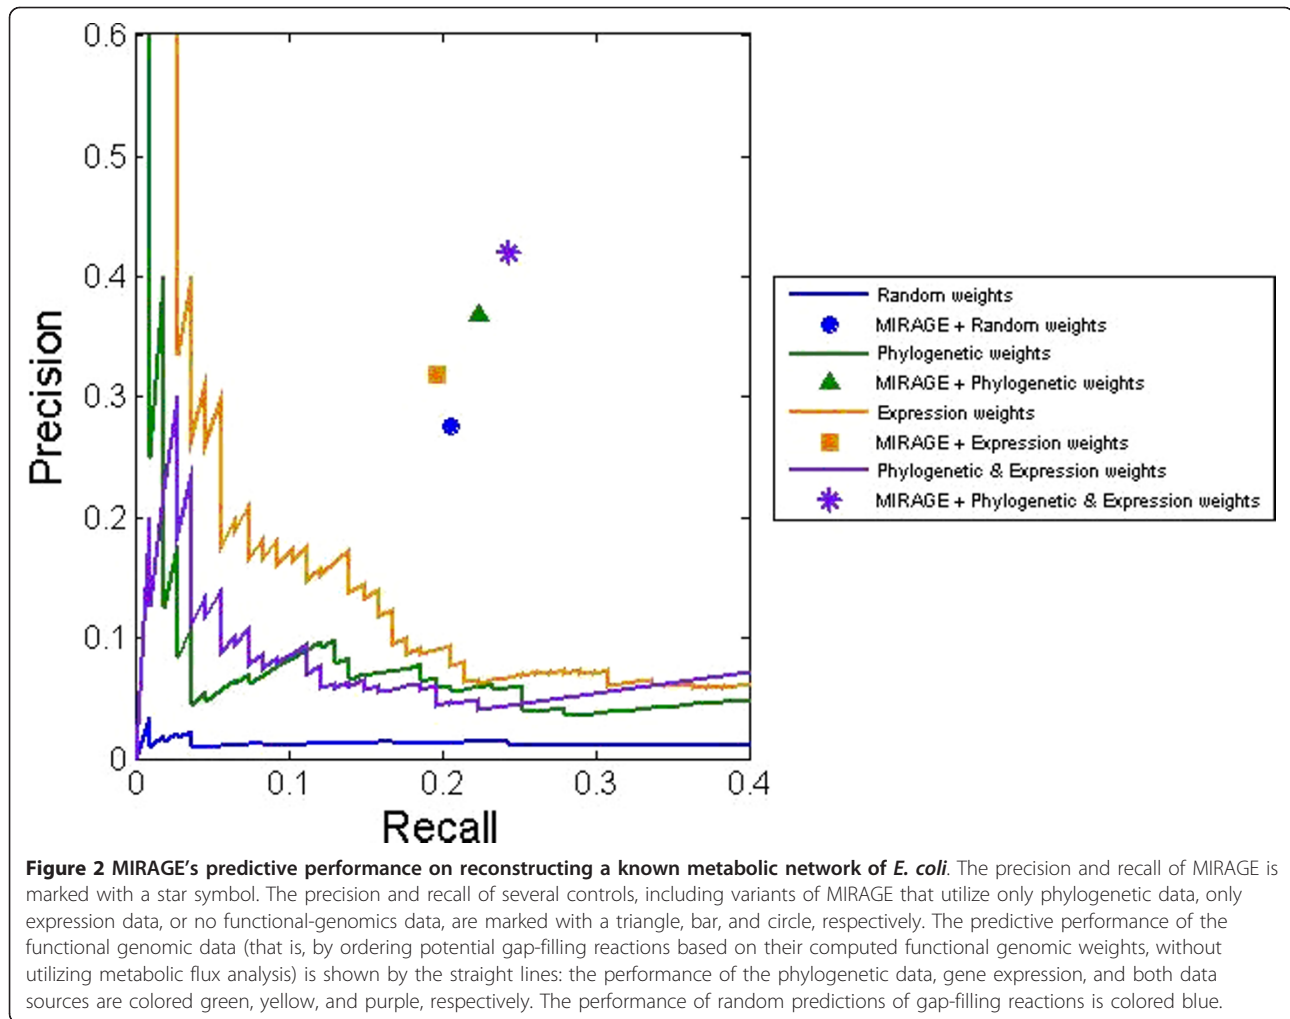 0.6
0.5
0.4
0.3
0.2
0.1
0
Precision
0
0.1
0.2
0.3
0.4
Recall
Random weights
MIRAGE + Random weights
Phylogenetic weights
MIRAGE + Phylogenetic weights
Expression weights
MIRAGE + Expression weights
Phylogenetic & Expression weights
MIRAGE + Phylogenetic & Expression weights
Figure 2 MIRAGE's predictive performance on reconstructing a known metabolic network of E. coli. The precision and recall of MIRAGE is
marked with a star symbol. The precision and recall of several controls, including variants of MIRAGE that utilize only phylogenetic data, only
expression data, or no functional-genomics data, are marked with a triangle, bar, and circle, respectively. The predictive performance of the
functional genomic data (that is, by ordering potential gap-filling reactions based on their computed functional genomic weights, without
utilizing metabolic flux analysis) is shown by the straight lines: the performance of the phylogenetic data, gene expression, and both data
sources are colored green, yellow, and purple, respectively. The performance of random predictions of gap-filling reactions is colored blue.